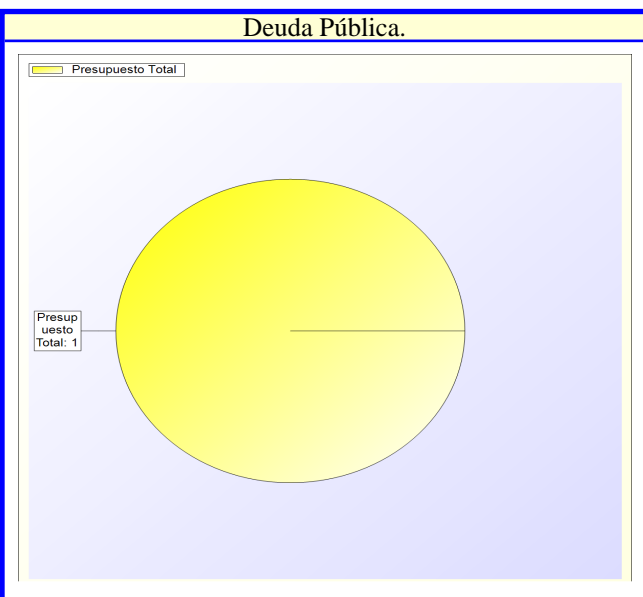 Deuda Pública.
Presupuesto Total
Presup
uesto
Total: 1